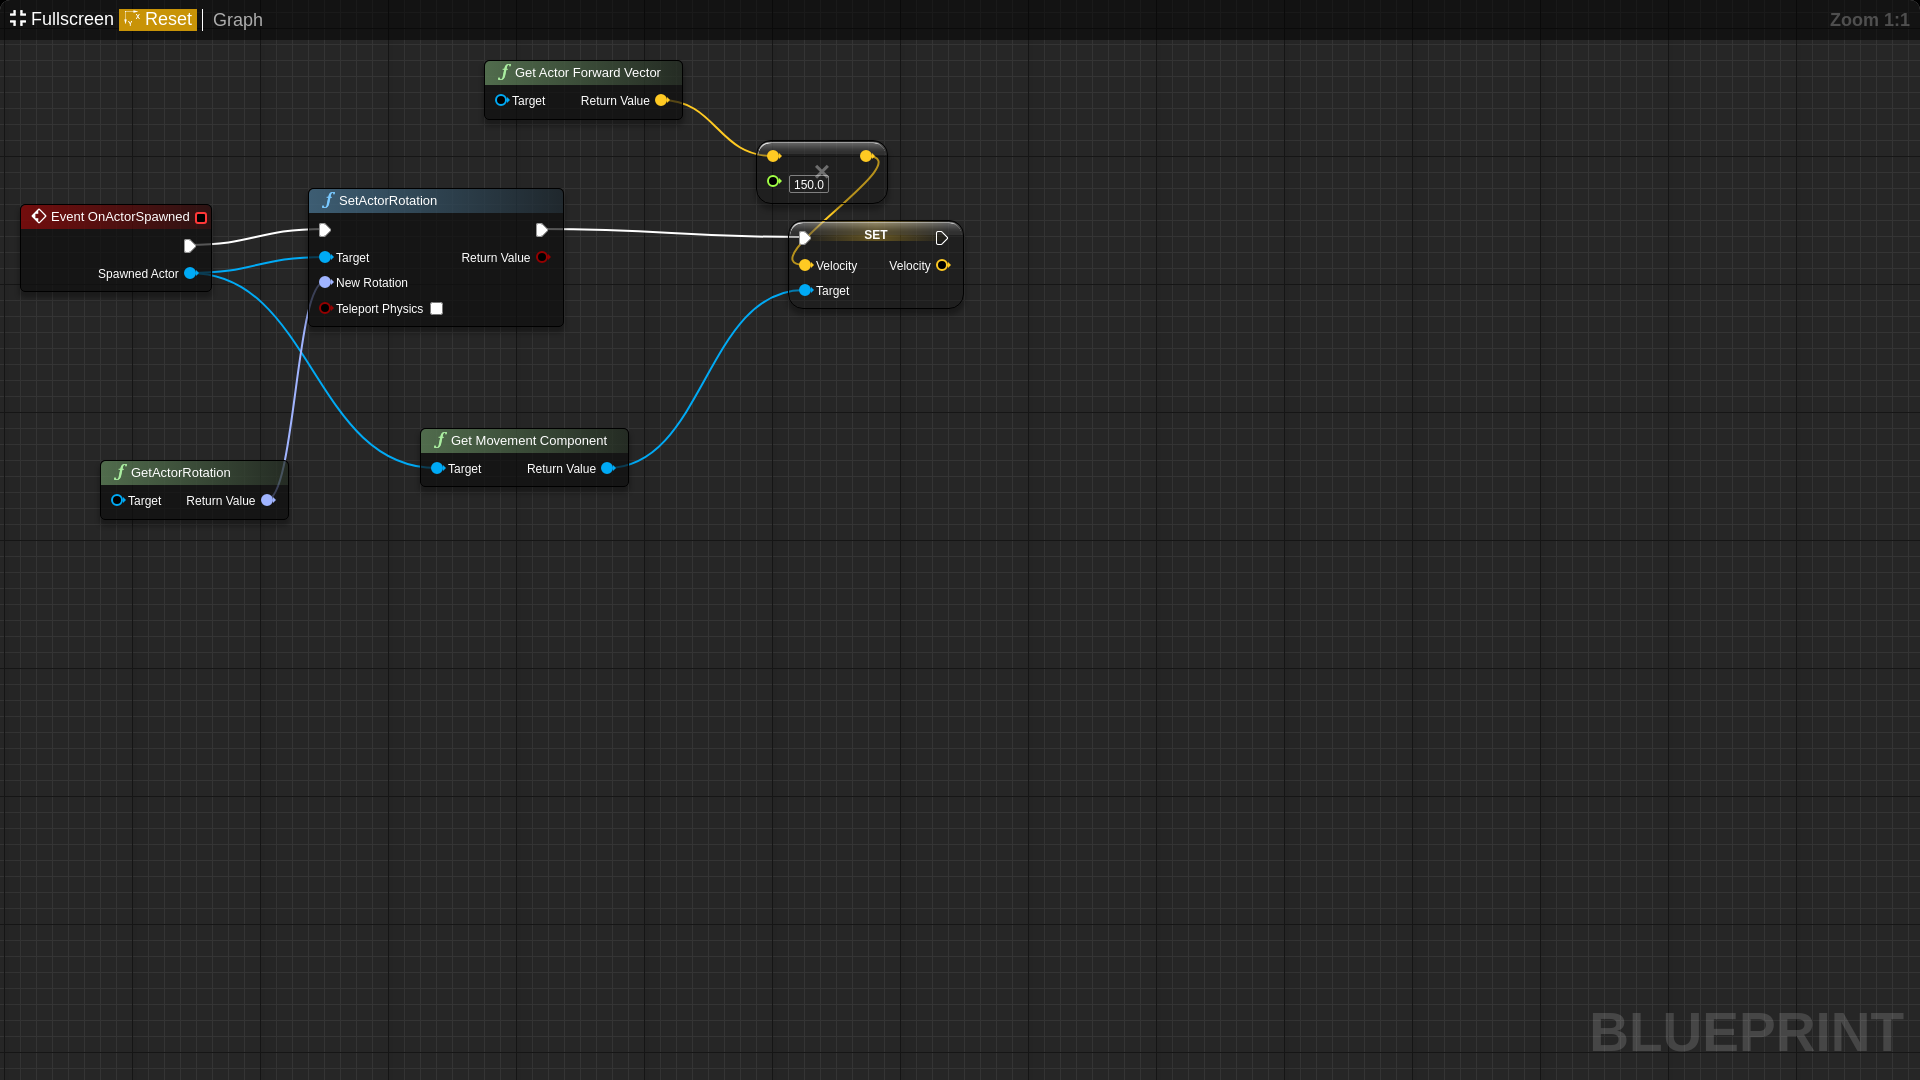 Fullscreen Reset Graph Zoom 1:1
Get Actor Forward Vector
Target Return Value
150.0
Event OnActorSpawned
Spawned Actor
SetActorRotation
Target Return Value
New Rotation
Teleport Physics
SET
Velocity Velocity
Target
Get Movement Component
Target Return Value
GetActorRotation
Target Return Value
BLUEPRINT